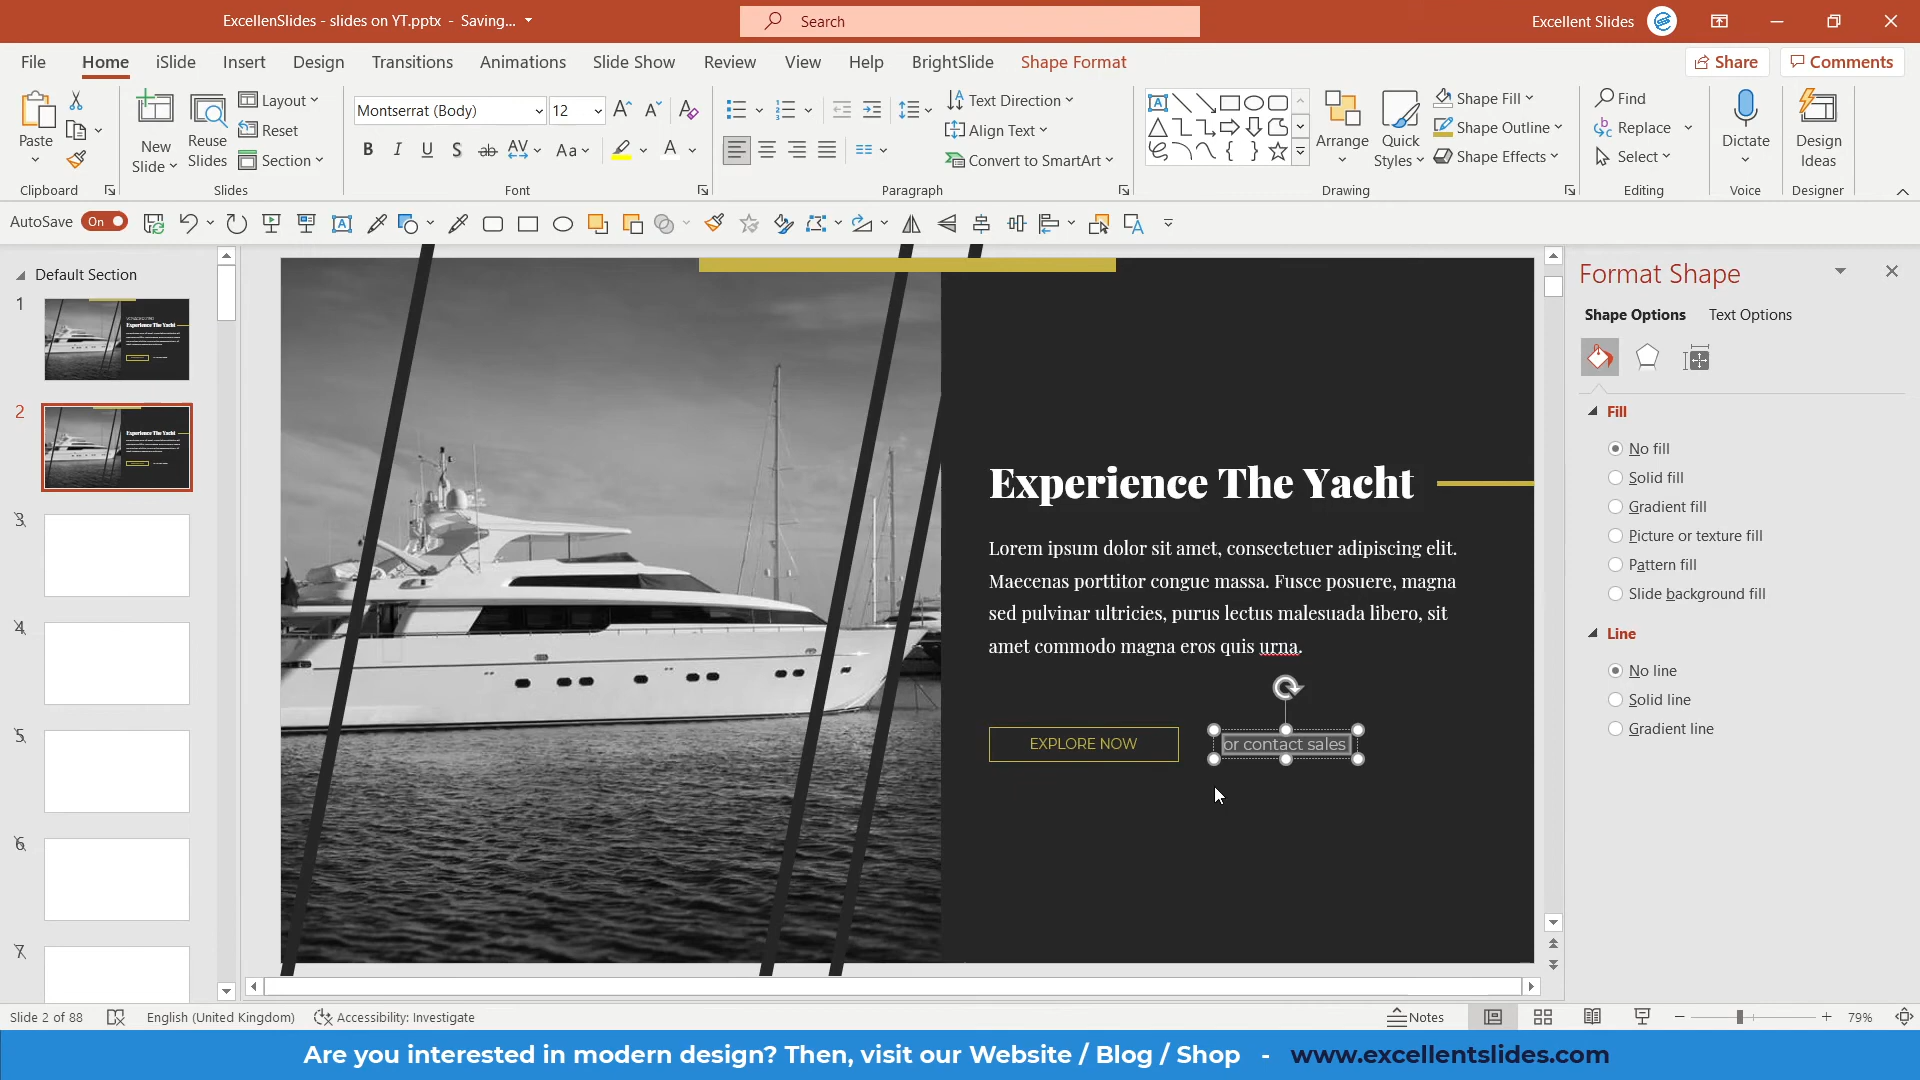 ExcellenSlides - slides on YT.pptx - Saving...
Search
Excellent Slides
File Home iSlide Insert Design Transitions Animations Slide Show Review View Help BrightSlide Shape Format
Share Comments
Paste
Clipboard
New Slide
Reuse Slides
Layout
Reset
Section
Slides
Montserrat (Body) 12
Font
Text Direction
Align Text
Convert to SmartArt
Paragraph
Arrange
Quick Styles
Shape Fill
Shape Outline
Shape Effects
Drawing
Find
Replace
Select
Editing
Dictate
Voice
Design Ideas
Designer
AutoSave On
Default Section
1
2
3
4
5
6
7
Experience The Yacht
Lorem ipsum dolor sit amet, consectetuer adipiscing elit.
Maecenas porttitor congue massa. Fusce posuere, magna
sed pulvinar ultricies, purus lectus malesuada libero, sit
amet commodo magna eros quis urna.
EXPLORE NOW
or contact sales
Format Shape
Shape Options Text Options
Fill
No fill
Solid fill
Gradient fill
Picture or texture fill
Pattern fill
Slide background fill
Line
No line
Solid line
Gradient line
Slide 2 of 88 English (United Kingdom) Accessibility: Investigate
Notes
79%
Are you interested in modern design? Then, visit our Website / Blog / Shop - www.excellentslides.com